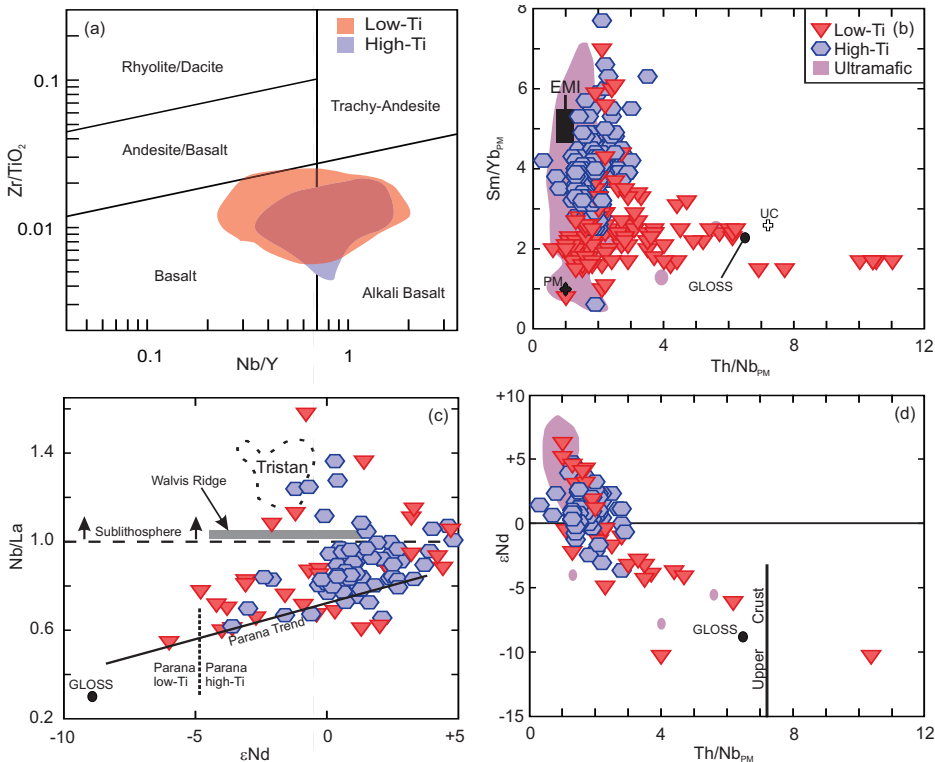 (a)
Low-Ti
High-Ti
Rhyolite/Dacite
Trachy-Andesite
Andesite/Basalt
Basalt
Alkali Basalt
0.1
0.01
Zr/TiO2
0.1
1
Nb/Y
(b)
Low-Ti
High-Ti
Ultramafic
EMI
UC
GLOSS
PM
8
6
4
2
0
Sm/YbPM
0
4
8
12
Th/NbPM
(c)
Tristan
Walvis Ridge
Sublithosphere
Parana Trend
Parana
low-Ti
Parana
high-Ti
GLOSS
1.4
1.0
0.6
0.2
Nb/La
-10
-5
0
+5
εNd
(d)
GLOSS
Upper Crust
+10
+5
0
-5
-10
-15
εNd
0
4
8
12
Th/NbPM